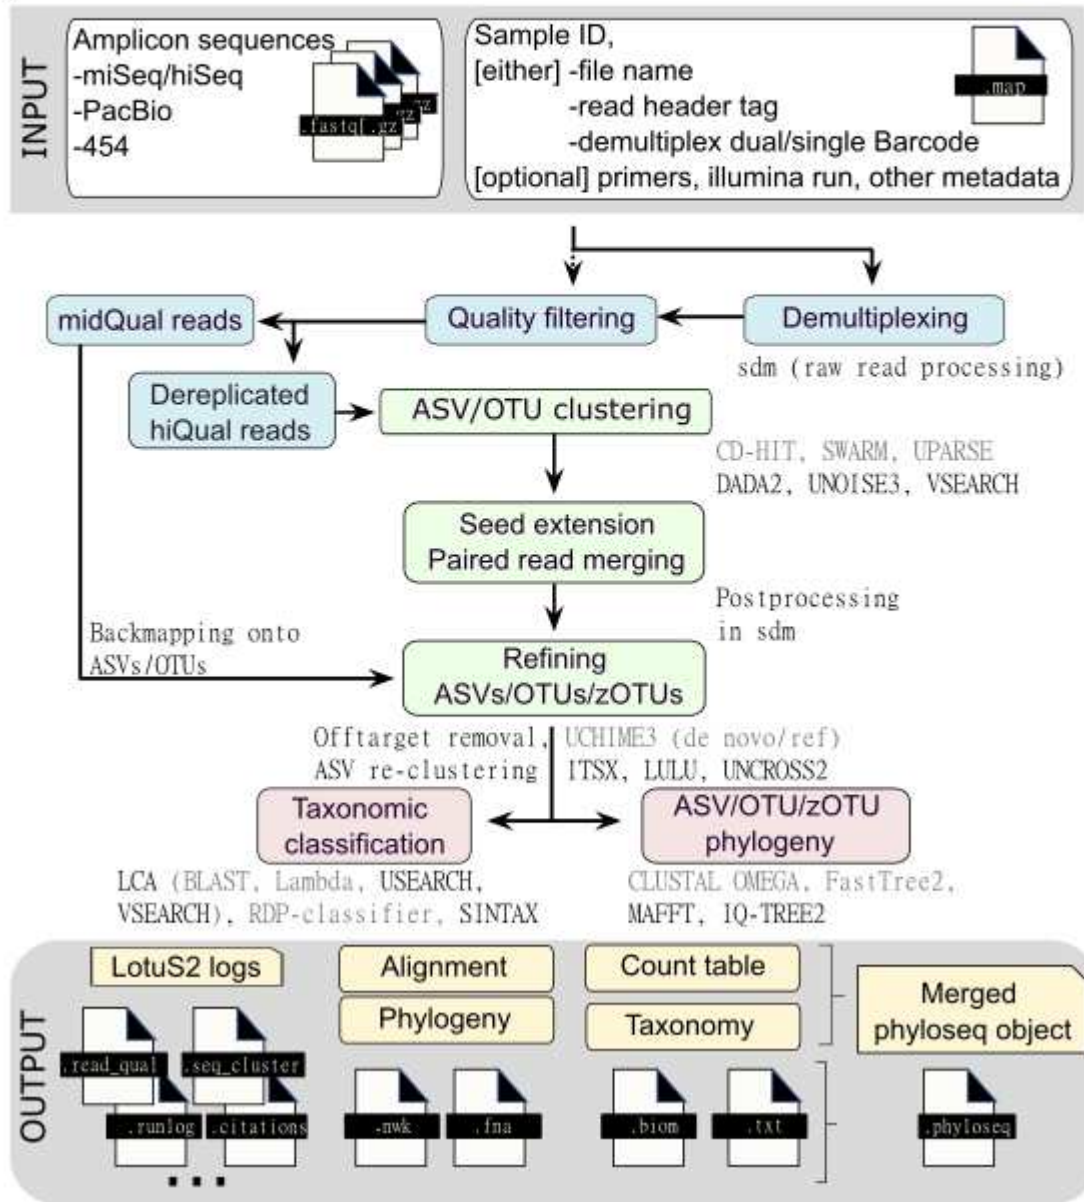 INPUT
Amplicon sequences
-miSeq/hiSeq
-PacBio
-454
.fastq[.gz
.gz
.gz
Sample ID,
[either] -file name
-read header tag
-demultiplex dual/single Barcode
[optional] primers, illumina run, other metadata
.map
midQual reads
Quality filtering
Demultiplexing
sdm (raw read processing)
Dereplicated
hiQual reads
ASV/OTU clustering
CD-HIT, SWARM, UPARSE
DADA2, UNOISE3, VSEARCH
Seed extension
Paired read merging
Postprocessing
in sdm
Backmapping onto
ASVs/OTUs
Refining
ASVs/OTUs/zOTUs
Offtarget removal,
ASV re-clustering
UCHIME3 (de novo/ref)
ITSX, LULU, UNCROSS2
Taxonomic
classification
ASV/OTU/zOTU
phylogeny
LCA (BLAST, Lambda, USEARCH,
VSEARCH), RDP-classifier, SINTAX
CLUSTAL OMEGA, FastTree2,
MAFFT, IQ-TREE2
OUTPUT
LotuS2 logs
Alignment
Phylogeny
Count table
Taxonomy
Merged
phyloseq object
.read_qual
.seq_cluster
.runlog
.citations
...
.nwk
.fna
.biom
.txt
.phyloseq